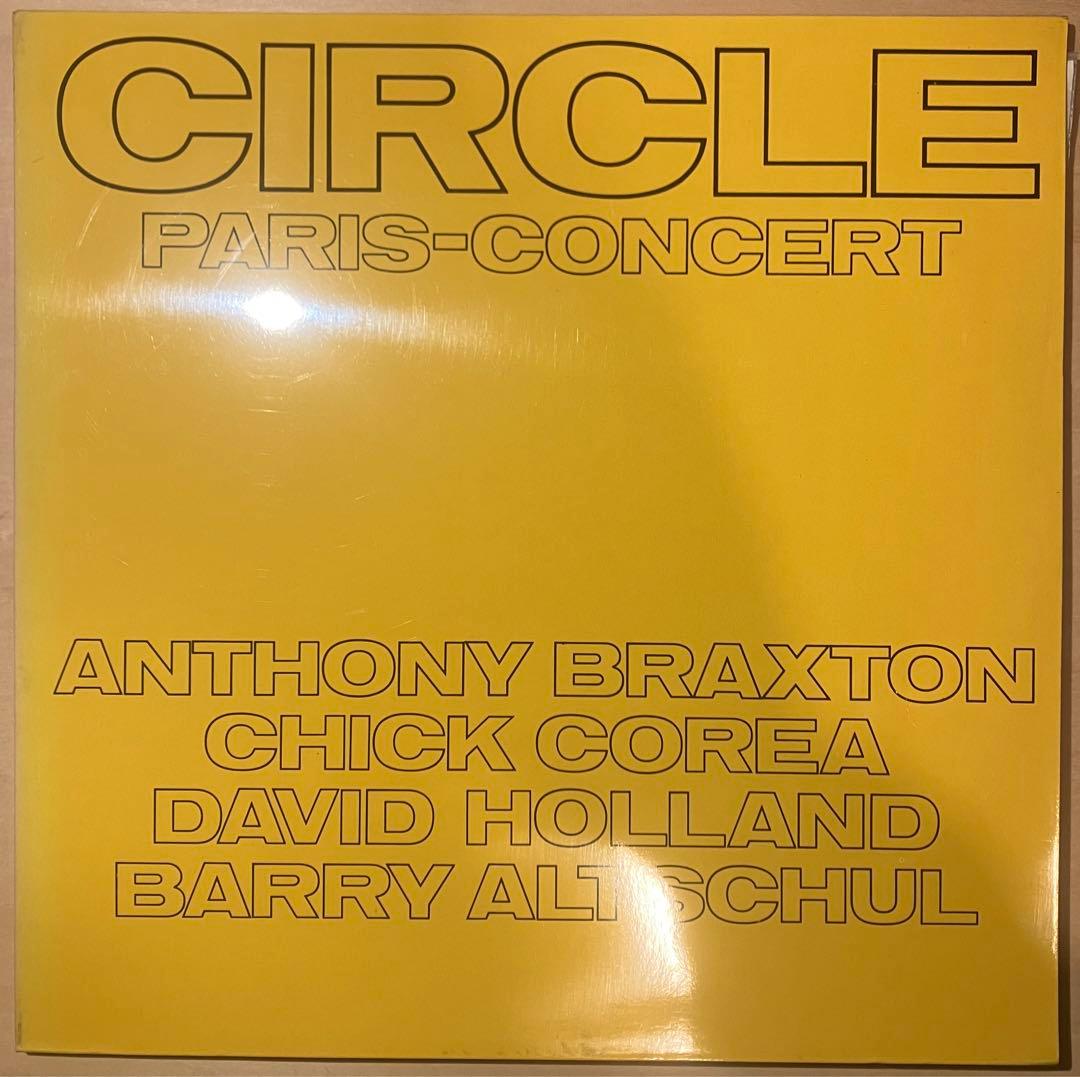 CIRCLE
PARIS-CONCERT
ANTHONY BRAXTON
CHICK COREA
DAVID HOLLAND
BARRY ALTSCHUL